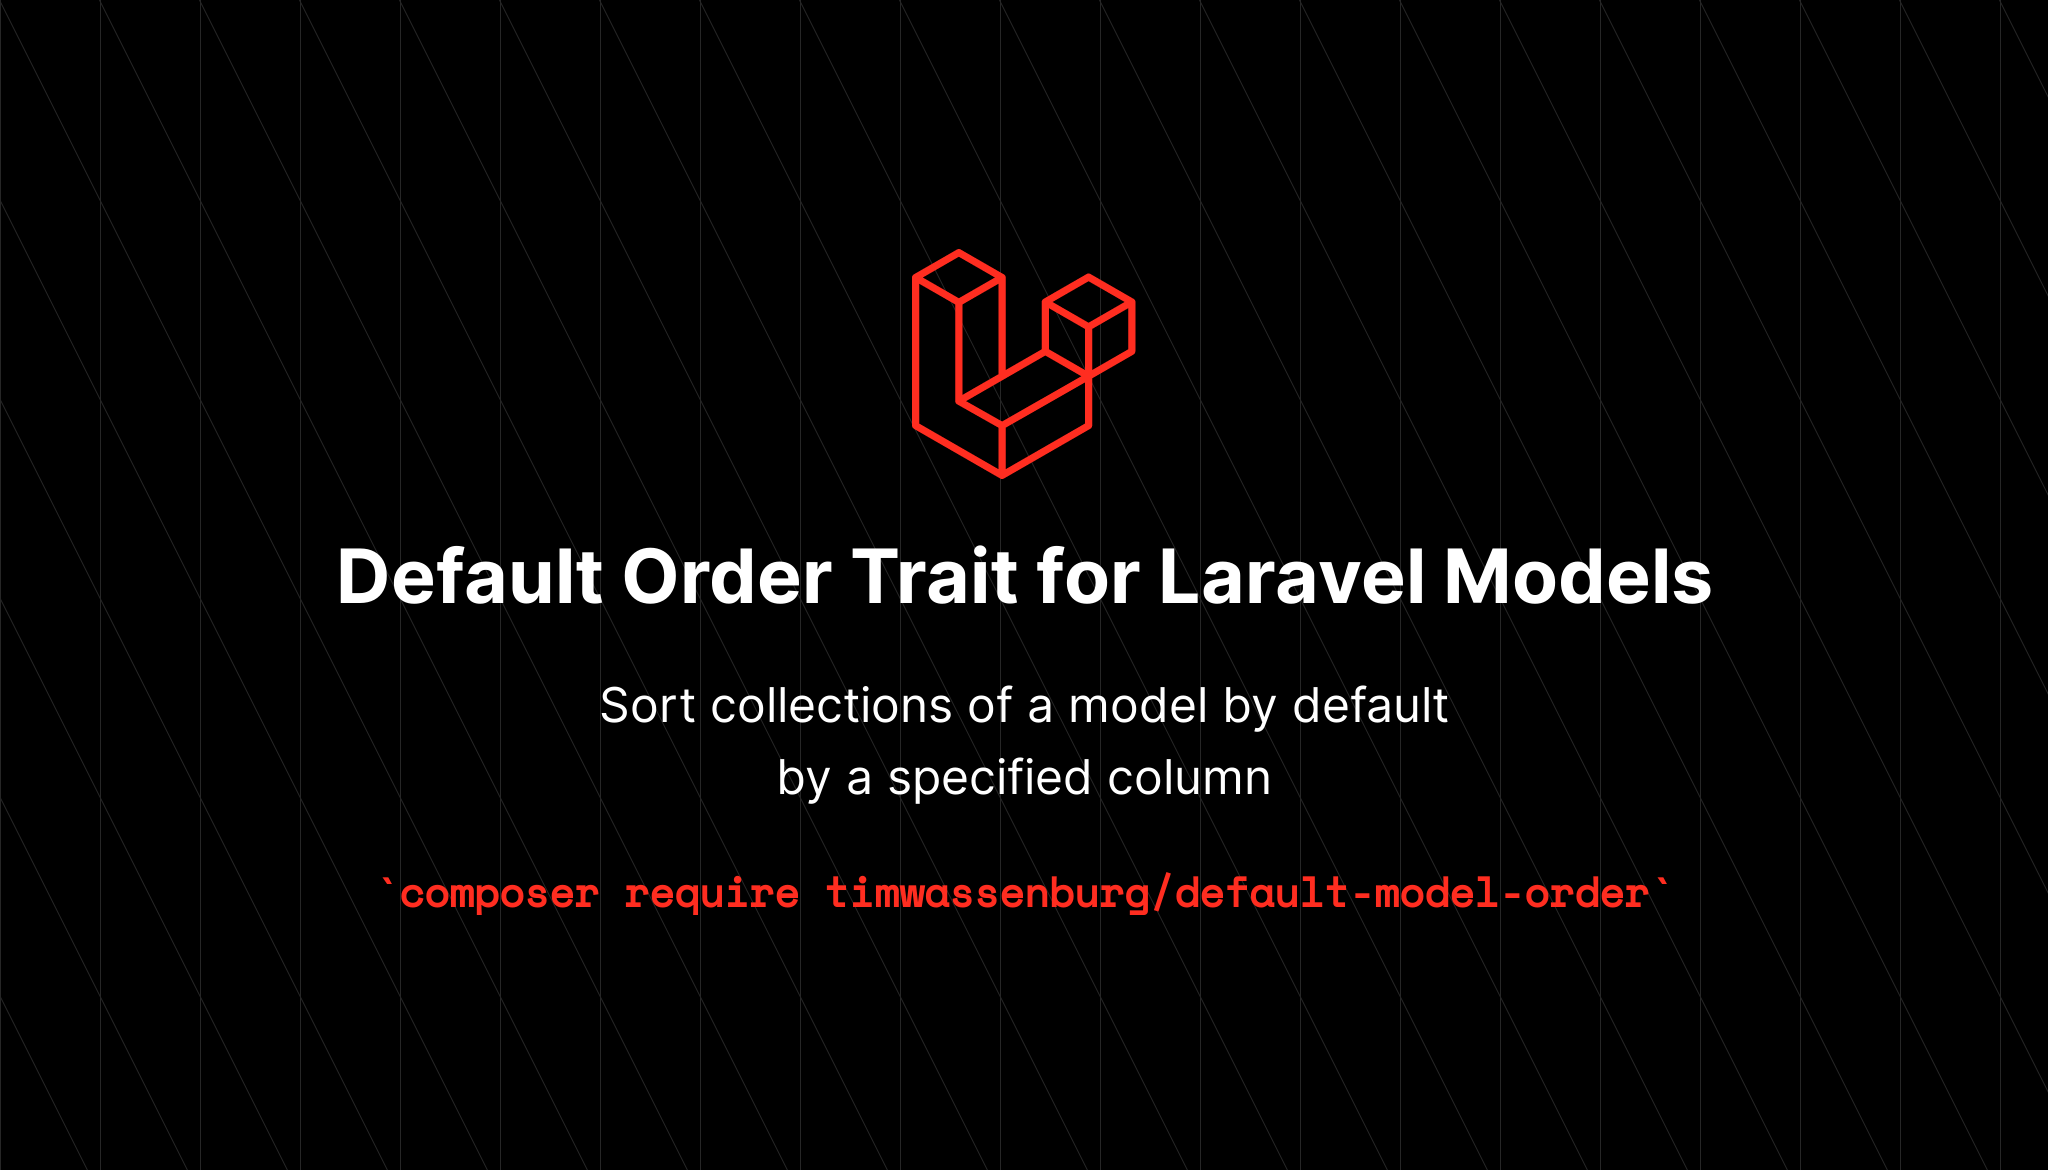 Default Order Trait for Laravel Models
Sort collections of a model by default
by a specified column
`composer require timwassenburg/default-model-order`